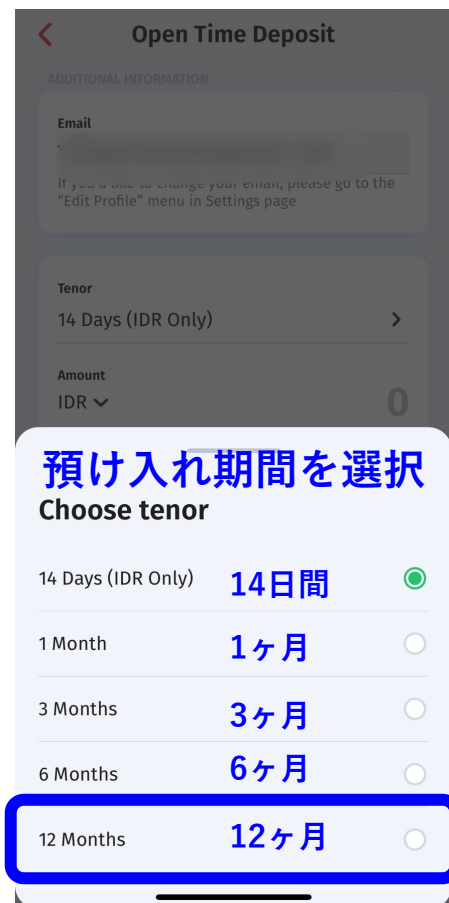 Open Time Deposit
ADDITIONAL INFORMATION
Email
If you'd like to change your email, please go to the
“Edit Profile” menu in Settings page
Tenor
14 Days (IDR Only)
Amount
IDR
0
預け入れ期間を選択
Choose tenor
14 Days (IDR Only) 14日間
1 Month 1ヶ月
3 Months 3ヶ月
6 Months 6ヶ月
12 Months 12ヶ月